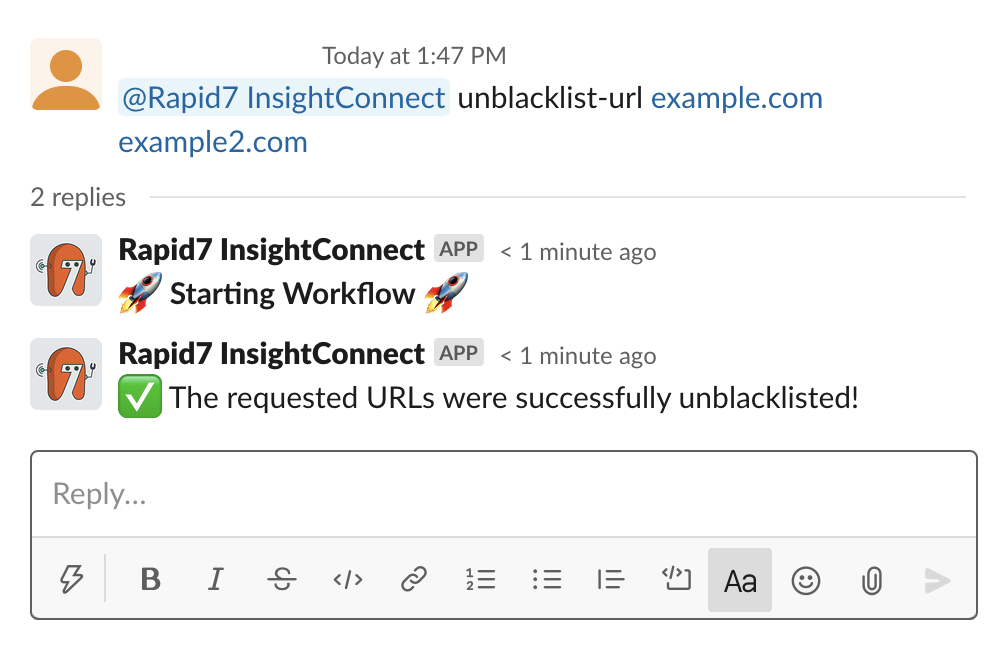 Today at 1:47 PM
@Rapid7 InsightConnect unblacklist-url example.com
example2.com
2 replies
Rapid7 InsightConnect APP < 1 minute ago
🚀 Starting Workflow 🚀
Rapid7 InsightConnect APP < 1 minute ago
✅ The requested URLs were successfully unblacklisted!
Reply...
B I S </> Aa